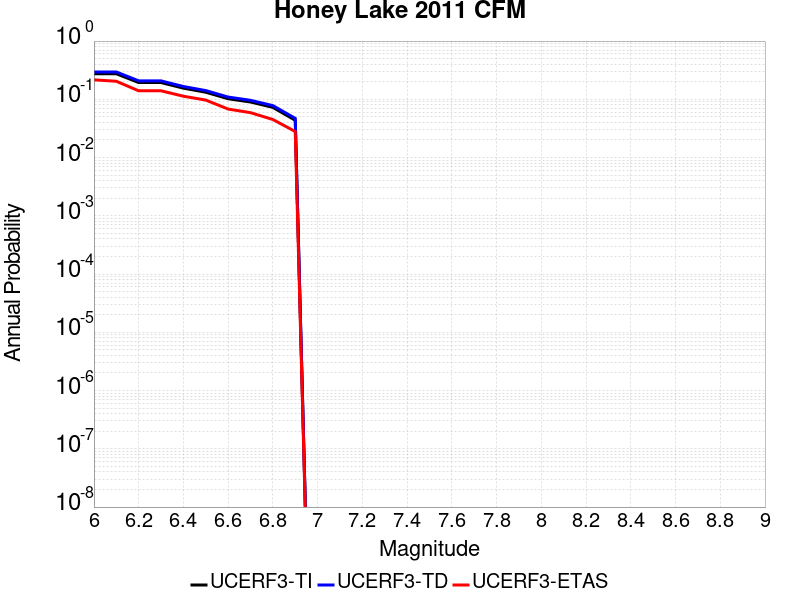 Honey Lake 2011 CFM
10^0
10^-1
10^-2
10^-3
10^-4
10^-5
10^-6
10^-7
10^-8
Annual Probability
6 6.2 6.4 6.6 6.8 7 7.2 7.4 7.6 7.8 8 8.2 8.4 8.6 8.8 9
Magnitude
UCERF3-TI UCERF3-TD UCERF3-ETAS